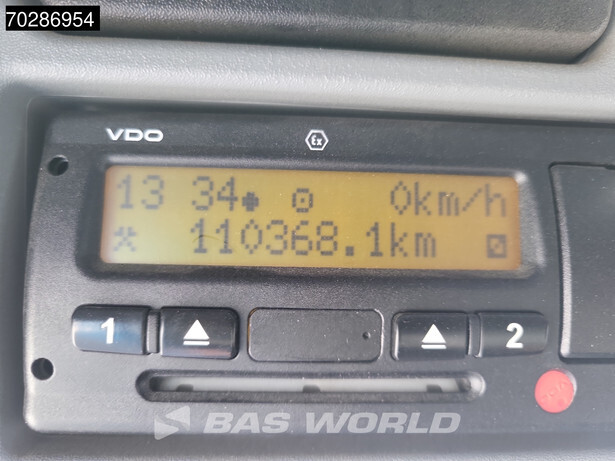 70286954
VDO
Ex
13 34 0km/h
110368.1km
1
2
BAS WORLD